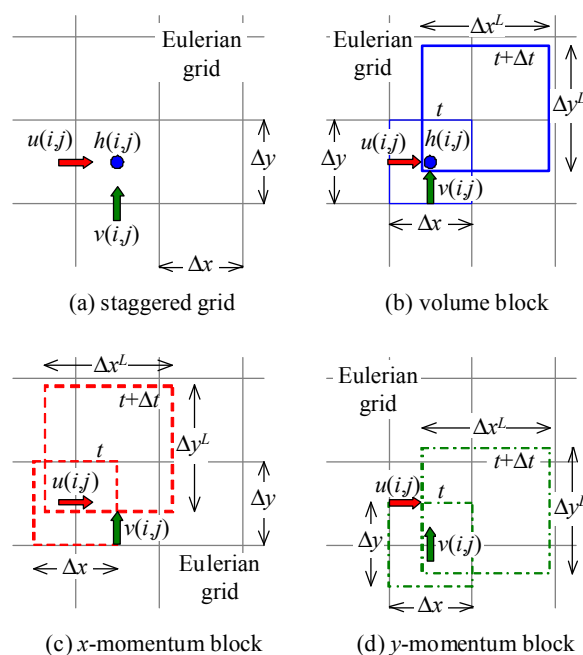 Eulerian
grid
u(i,j)
h(i,j)
Δy
v(i,j)
Δx
(a) staggered grid
Δx^L
Eulerian
grid
t+Δt
Δy^L
t
u(i,j)
h(i,j)
Δy
v(i,j)
Δx
(b) volume block
Δx^L
t+Δt
Δy^L
t
u(i,j)
Δy
v(i,j)
Δx
Eulerian
grid
(c) x-momentum block
Eulerian
grid
Δx^L
t+Δt
u(i,j)
t
Δy^L
Δy
v(i,j)
Δx
(d) y-momentum block